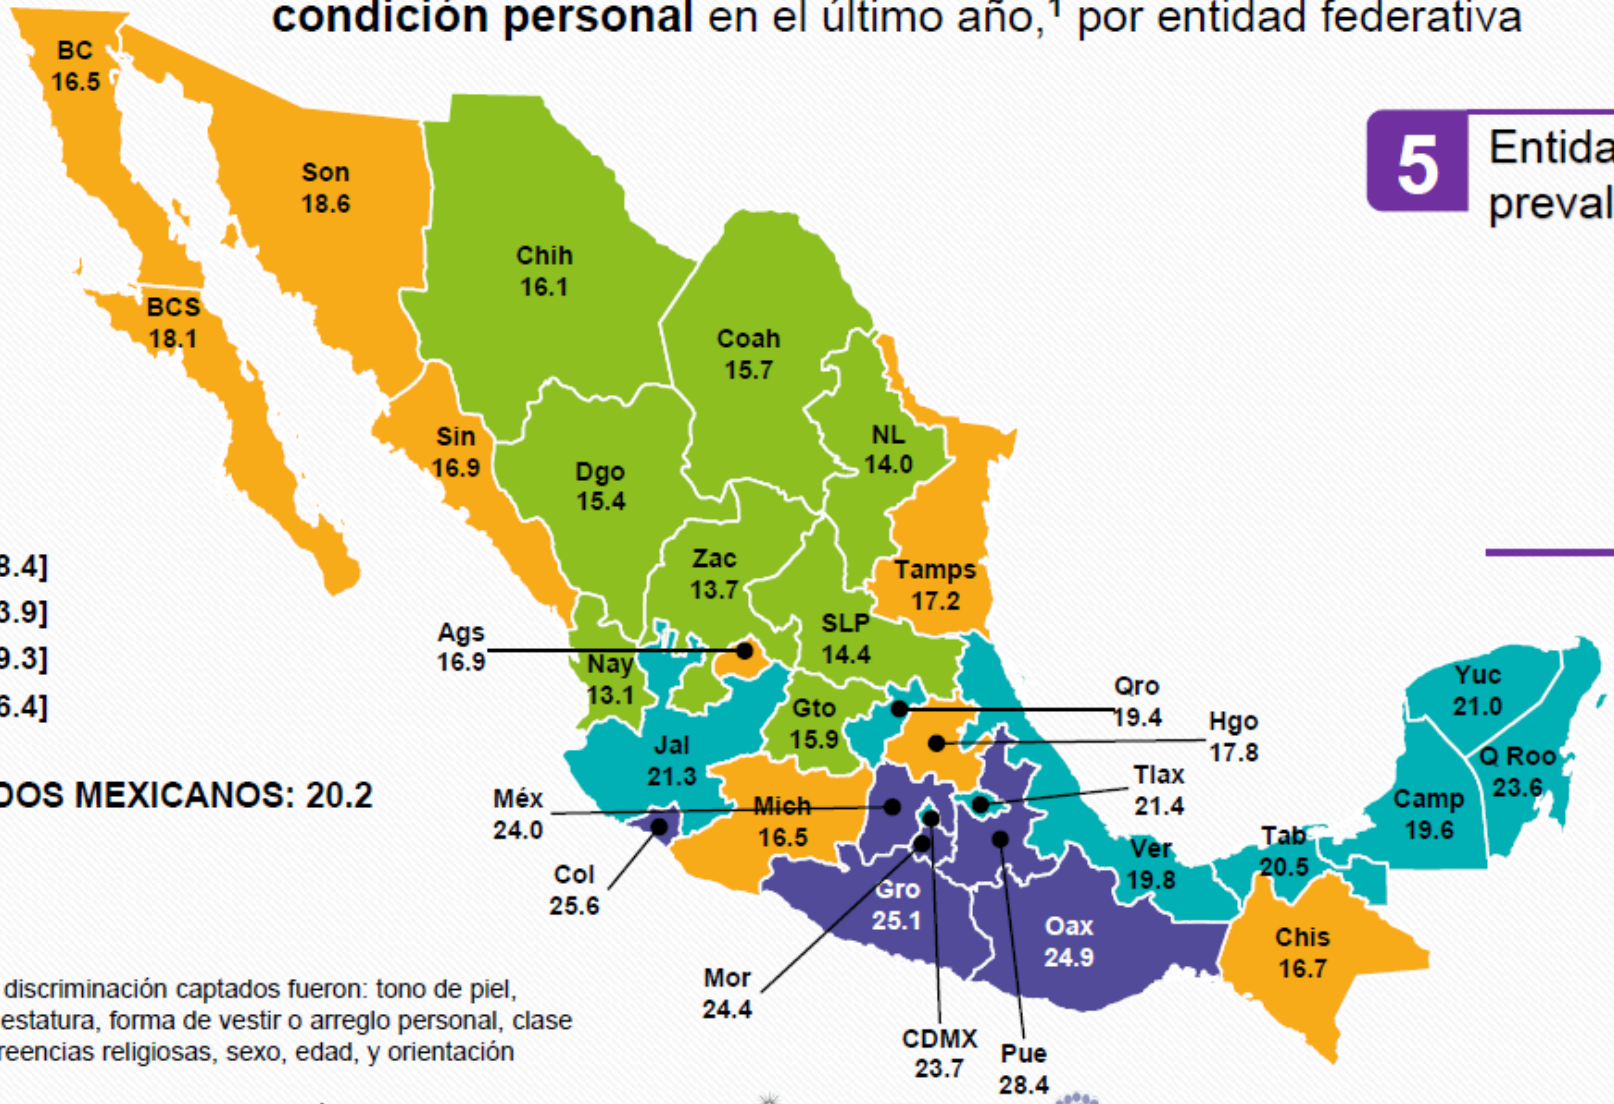 condición personal en el último año,¹ por entidad federativa
BC
16.5
Son
18.6
5
Entida
preval
Chih
16.1
BCS
18.1
Coah
15.7
Sin
16.9
NL
14.0
Dgo
15.4
Zac
13.7
Tamps
17.2
8.4]
3.9]
9.3]
6.4]
Ags
16.9
SLP
14.4
Nay
13.1
Yuc
21.0
Qro
19.4
Hgo
17.8
Gto
15.9
Jal
21.3
Q Roo
23.6
Tlax
21.4
DOS MEXICANOS: 20.2
Méx
24.0
Mich
16.5
Camp
19.6
Tab
20.5
Ver
19.8
Col
25.6
Gro
25.1
Oax
24.9
Chis
16.7
Mor
24.4
CDMX
23.7
Pue
28.4
discriminación captados fueron: tono de piel,
estatura, forma de vestir o arreglo personal, clase
reencias religiosas, sexo, edad, y orientación